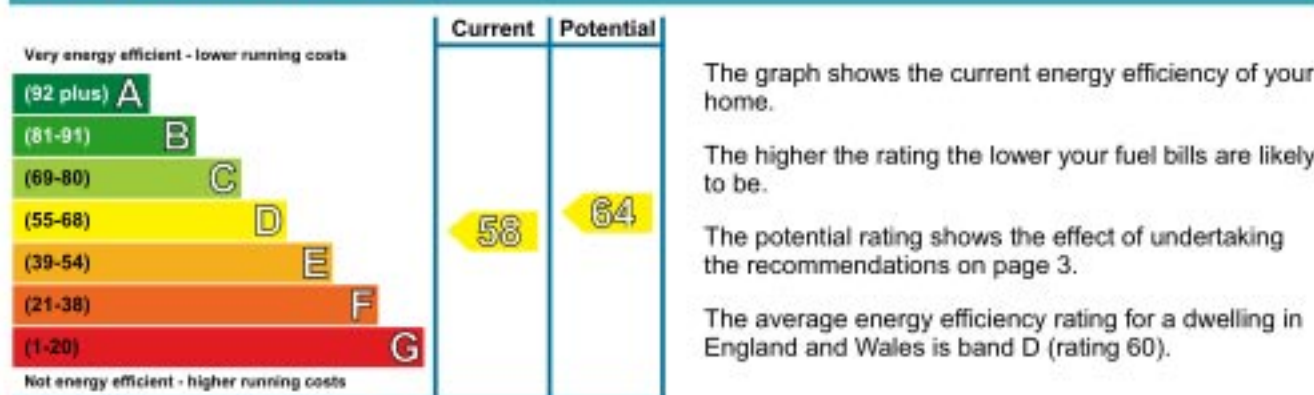 Current Potential
Very energy efficient - lower running costs
(92 plus) A
(81-91) B
(69-80) C
(55-68) D
(39-54) E
(21-38) F
(1-20) G
Not energy efficient - higher running costs
58
64
The graph shows the current energy efficiency of your
home.
The higher the rating the lower your fuel bills are likely
to be.
The potential rating shows the effect of undertaking
the recommendations on page 3.
The average energy efficiency rating for a dwelling in
England and Wales is band D (rating 60).